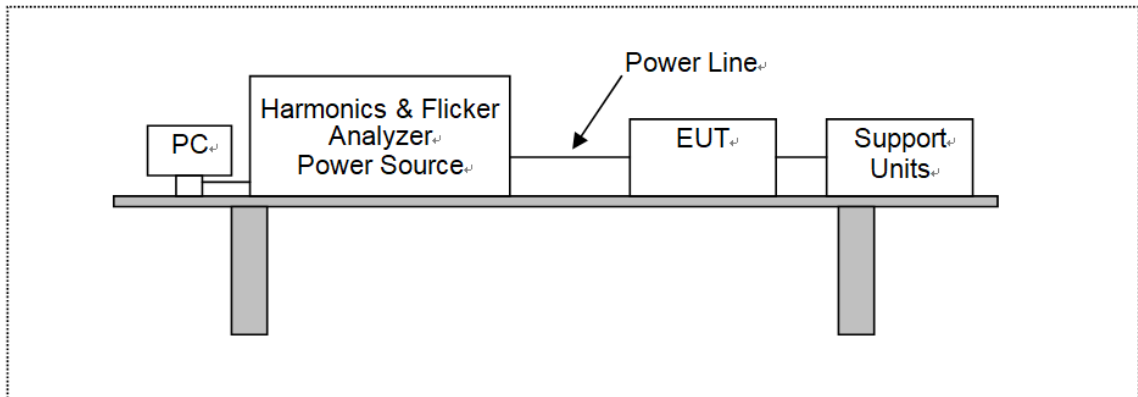 Power Line
PC
Harmonics & Flicker
Analyzer
Power Source
EUT
Support
Units